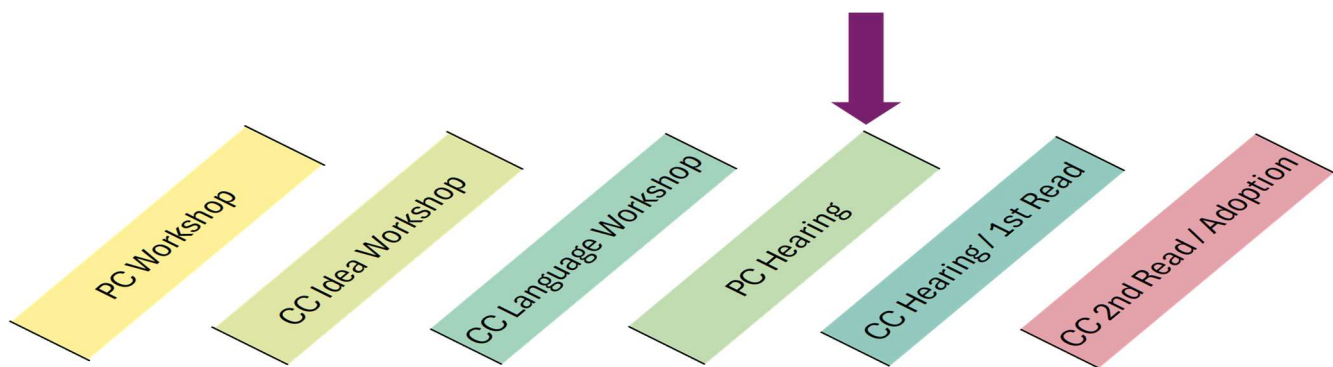 PC Workshop
CC Idea Workshop
CC Language Workshop
PC Hearing
CC Hearing / 1st Read
CC 2nd Read / Adoption